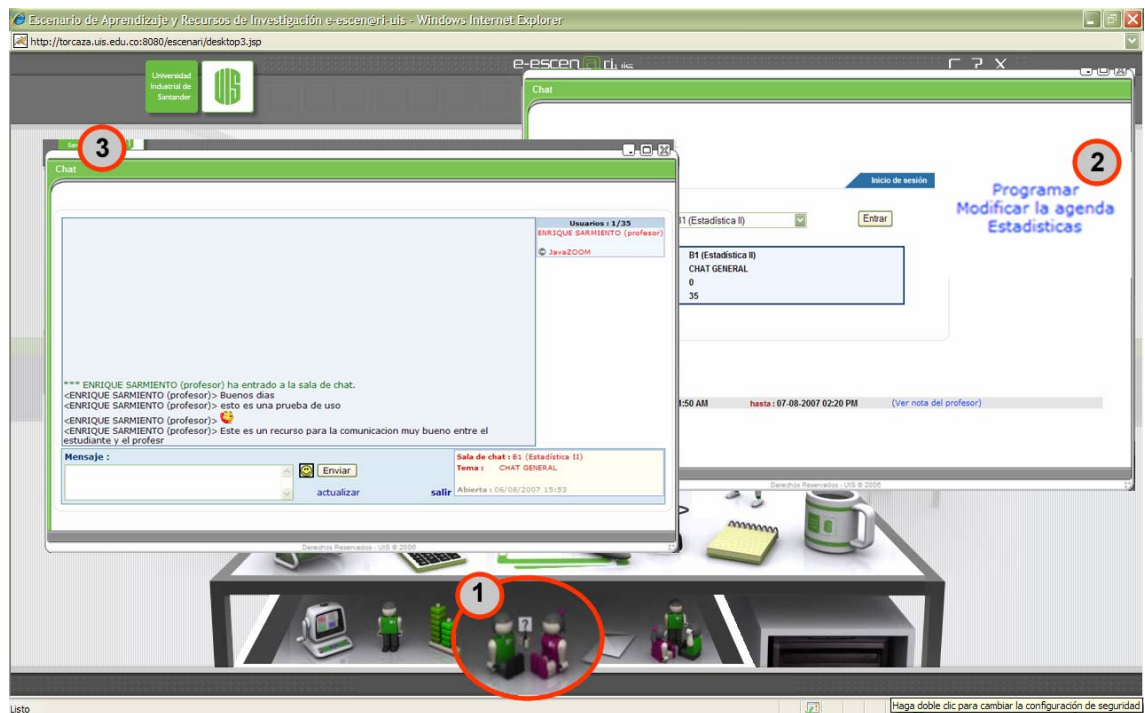 Escenario de Aprendizaje y Recursos de Investigación e-escen@ri-uis - Windows Internet Explorer
http://torcaza.uis.edu.co:8080/escenari/desktop3.jsp
Universidad
Industrial de
Santander
e-escen@ri uis
Chat
2
Inicio de sesión
Programar
Modificar la agenda
Estadisticas
B1 (Estadística II)
Entrar
B1 (Estadística II)
CHAT GENERAL
0
35
1:50 AM hasta : 07-08-2007 02:20 PM (Ver nota del profesor)
Derechos Reservados - UIS © 2006
3
Chat
Usuarios : 1/35
ENRIQUE SARMIENTO (profesor)
© JavaZOOM
*** ENRIQUE SARMIENTO (profesor) ha entrado a la sala de chat.
<ENRIQUE SARMIENTO (profesor)> Buenos dias
<ENRIQUE SARMIENTO (profesor)> esto es una prueba de uso
<ENRIQUE SARMIENTO (profesor)>
<ENRIQUE SARMIENTO (profesor)> Este es un recurso para la comunicacion muy bueno entre el
estudiante y el profesr
Mensaje :
Enviar
actualizar salir
Sala de chat : B1 (Estadística II)
Tema : CHAT GENERAL
Abierta : 06/08/2007 15:53
Derechos Reservados - UIS © 2006
1
?
Listo
Haga doble clic para cambiar la configuración de seguridad